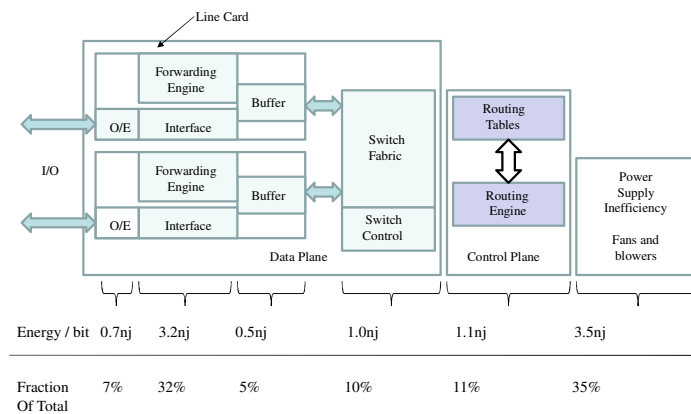 Line Card
Forwarding
Engine
Buffer
O/E
Interface
I/O
Forwarding
Engine
Buffer
O/E
Interface
Switch
Fabric
Switch
Control
Data Plane
Routing
Tables
Routing
Engine
Control Plane
Power
Supply
Inefficiency
Fans and
blowers
Energy / bit 0.7nj 3.2nj 0.5nj 1.0nj 1.1nj 3.5nj
Fraction
Of Total 7% 32% 5% 10% 11% 35%